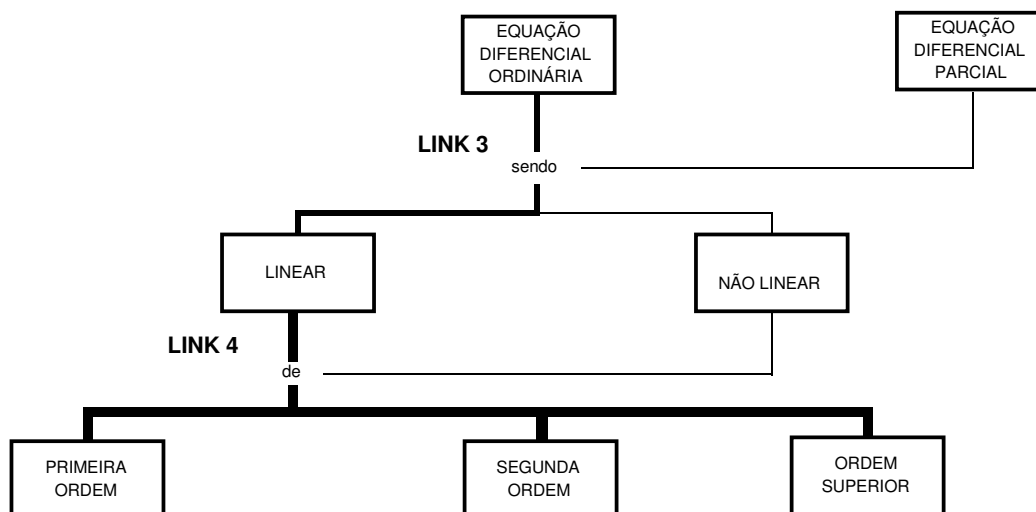 EQUAÇÃO
DIFERENCIAL
ORDINÁRIA
EQUAÇÃO
DIFERENCIAL
PARCIAL
LINK 3
sendo
LINEAR
NÃO LINEAR
LINK 4
de
PRIMEIRA
ORDEM
SEGUNDA
ORDEM
ORDEM
SUPERIOR